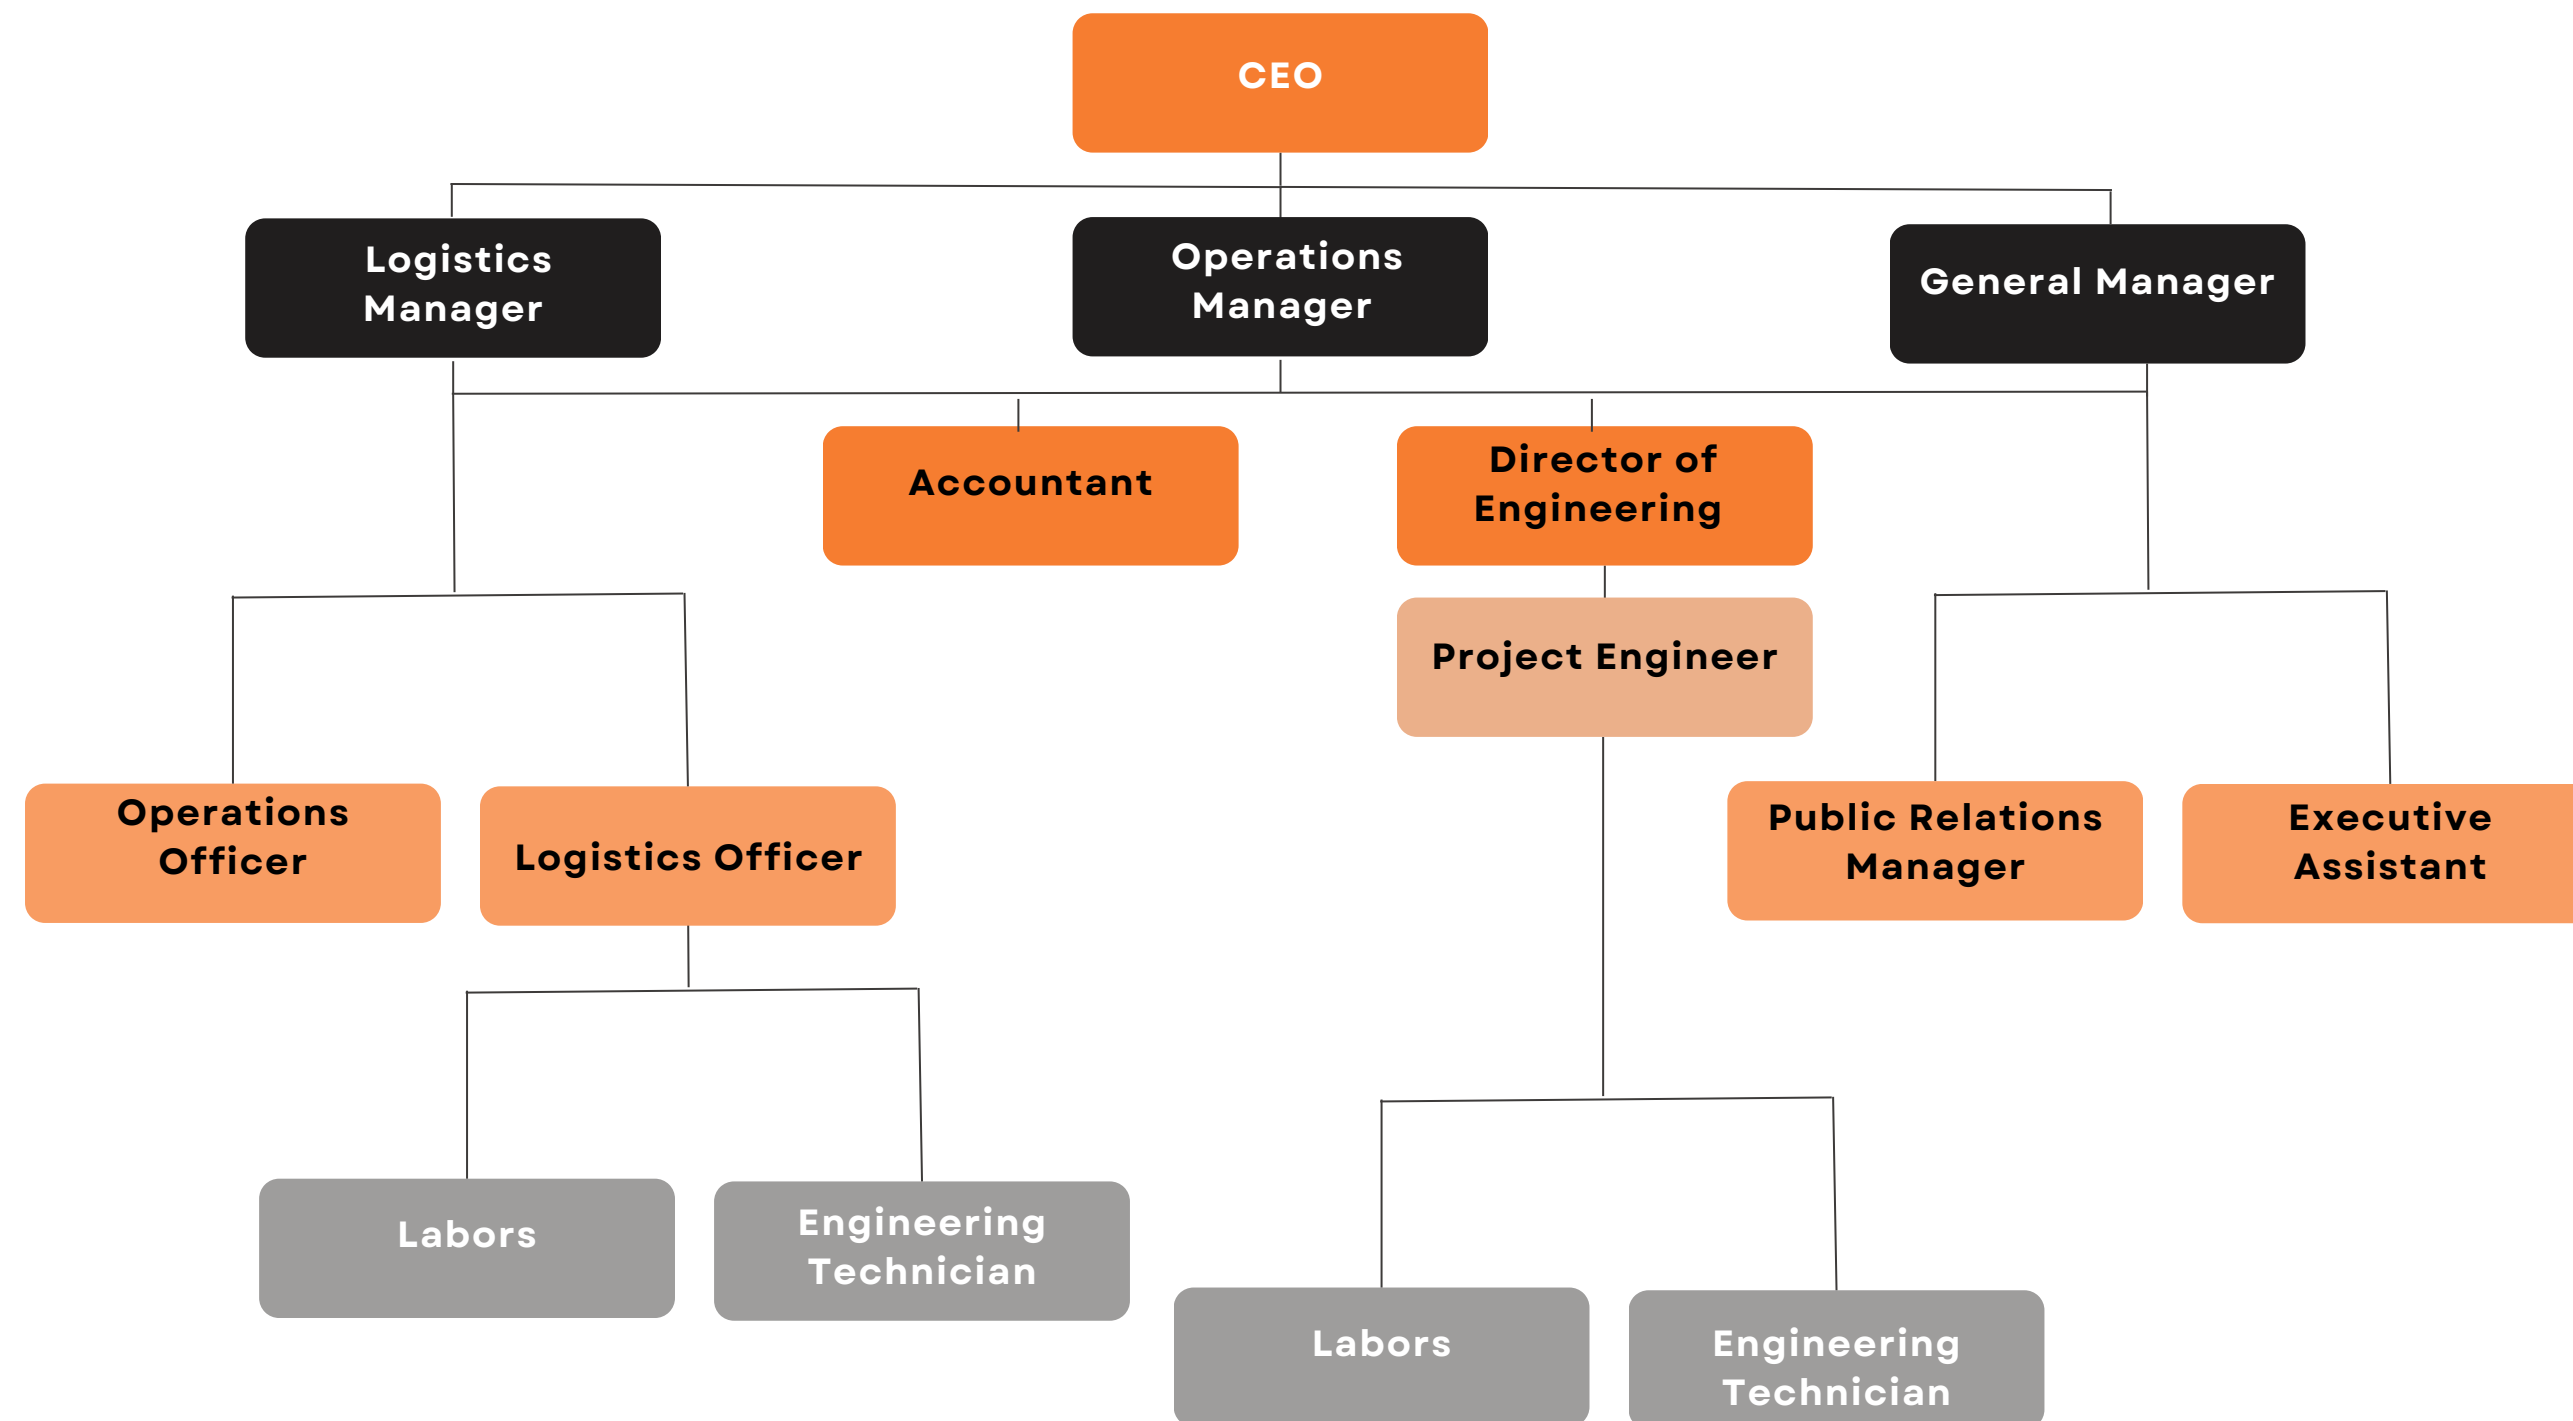 CEO
Logistics
Manager
Operations
Manager
General Manager
Accountant
Director of
Engineering
Project Engineer
Operations
Officer
Logistics Officer
Public Relations
Manager
Executive
Assistant
Labors
Engineering
Technician
Labors
Engineering
Technician